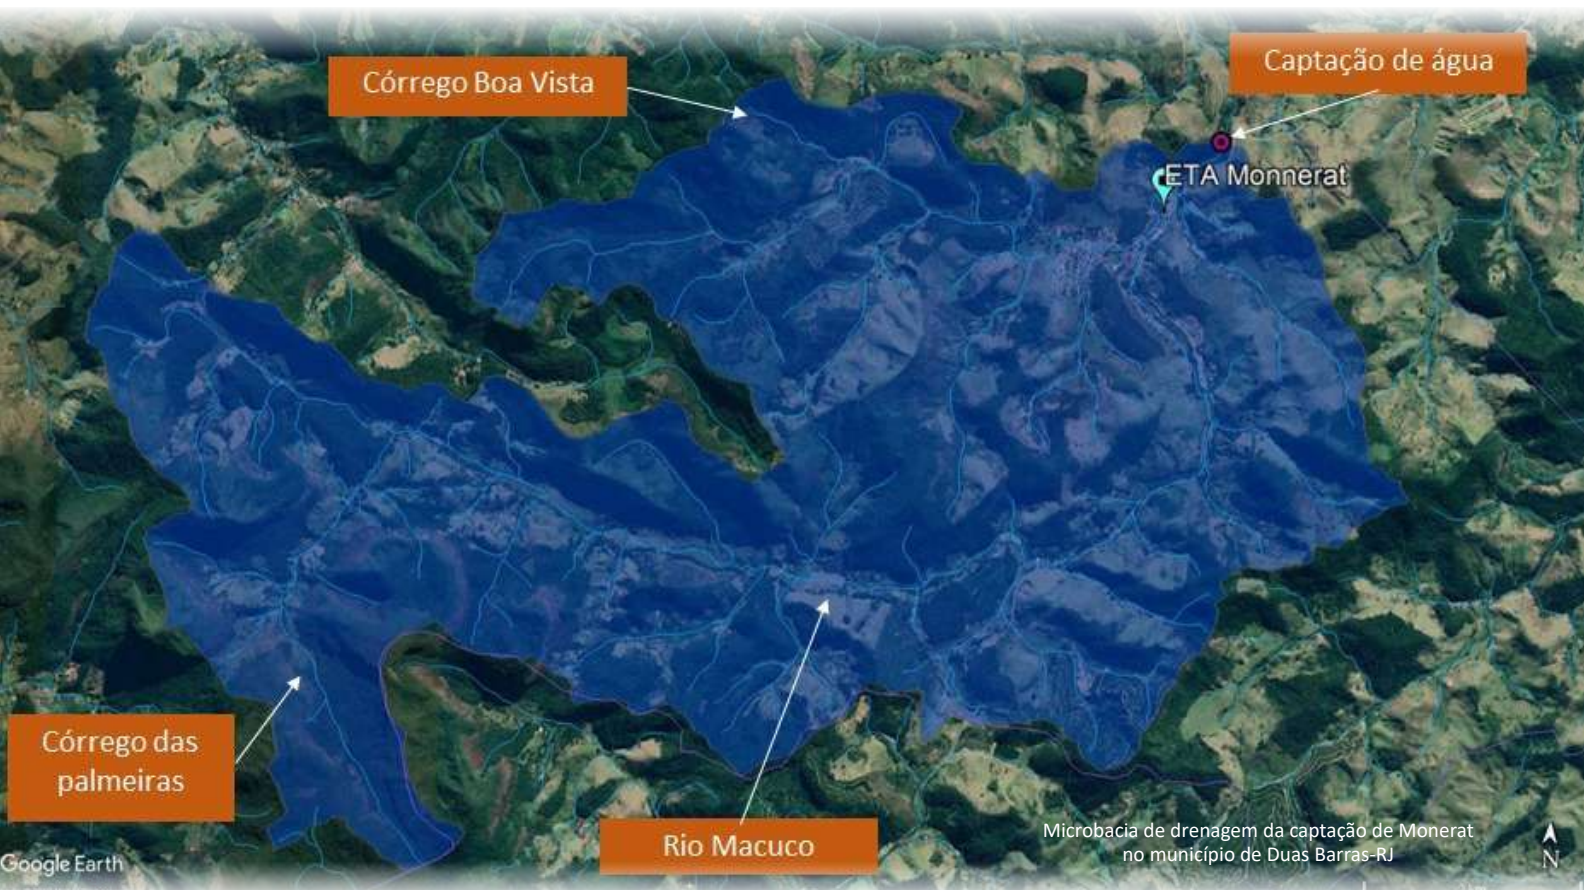 Captação de água
Córrego Boa Vista
ETA Monnerat
Córrego das
palmeiras
Rio Macuco
Microbacia de drenagem da captação de Monerat
no município de Duas Barras-RJ
N
Google Earth